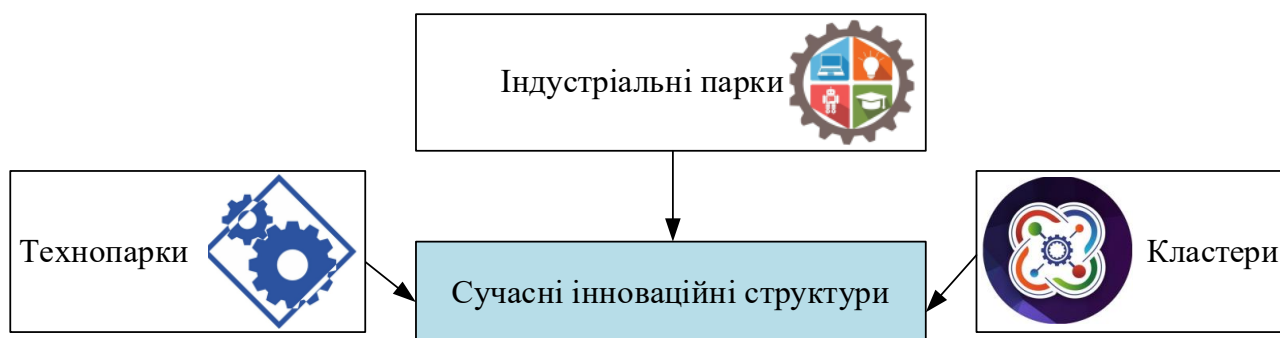 Індустріальні парки
Технопарки
Кластери
Сучасні інноваційні структури